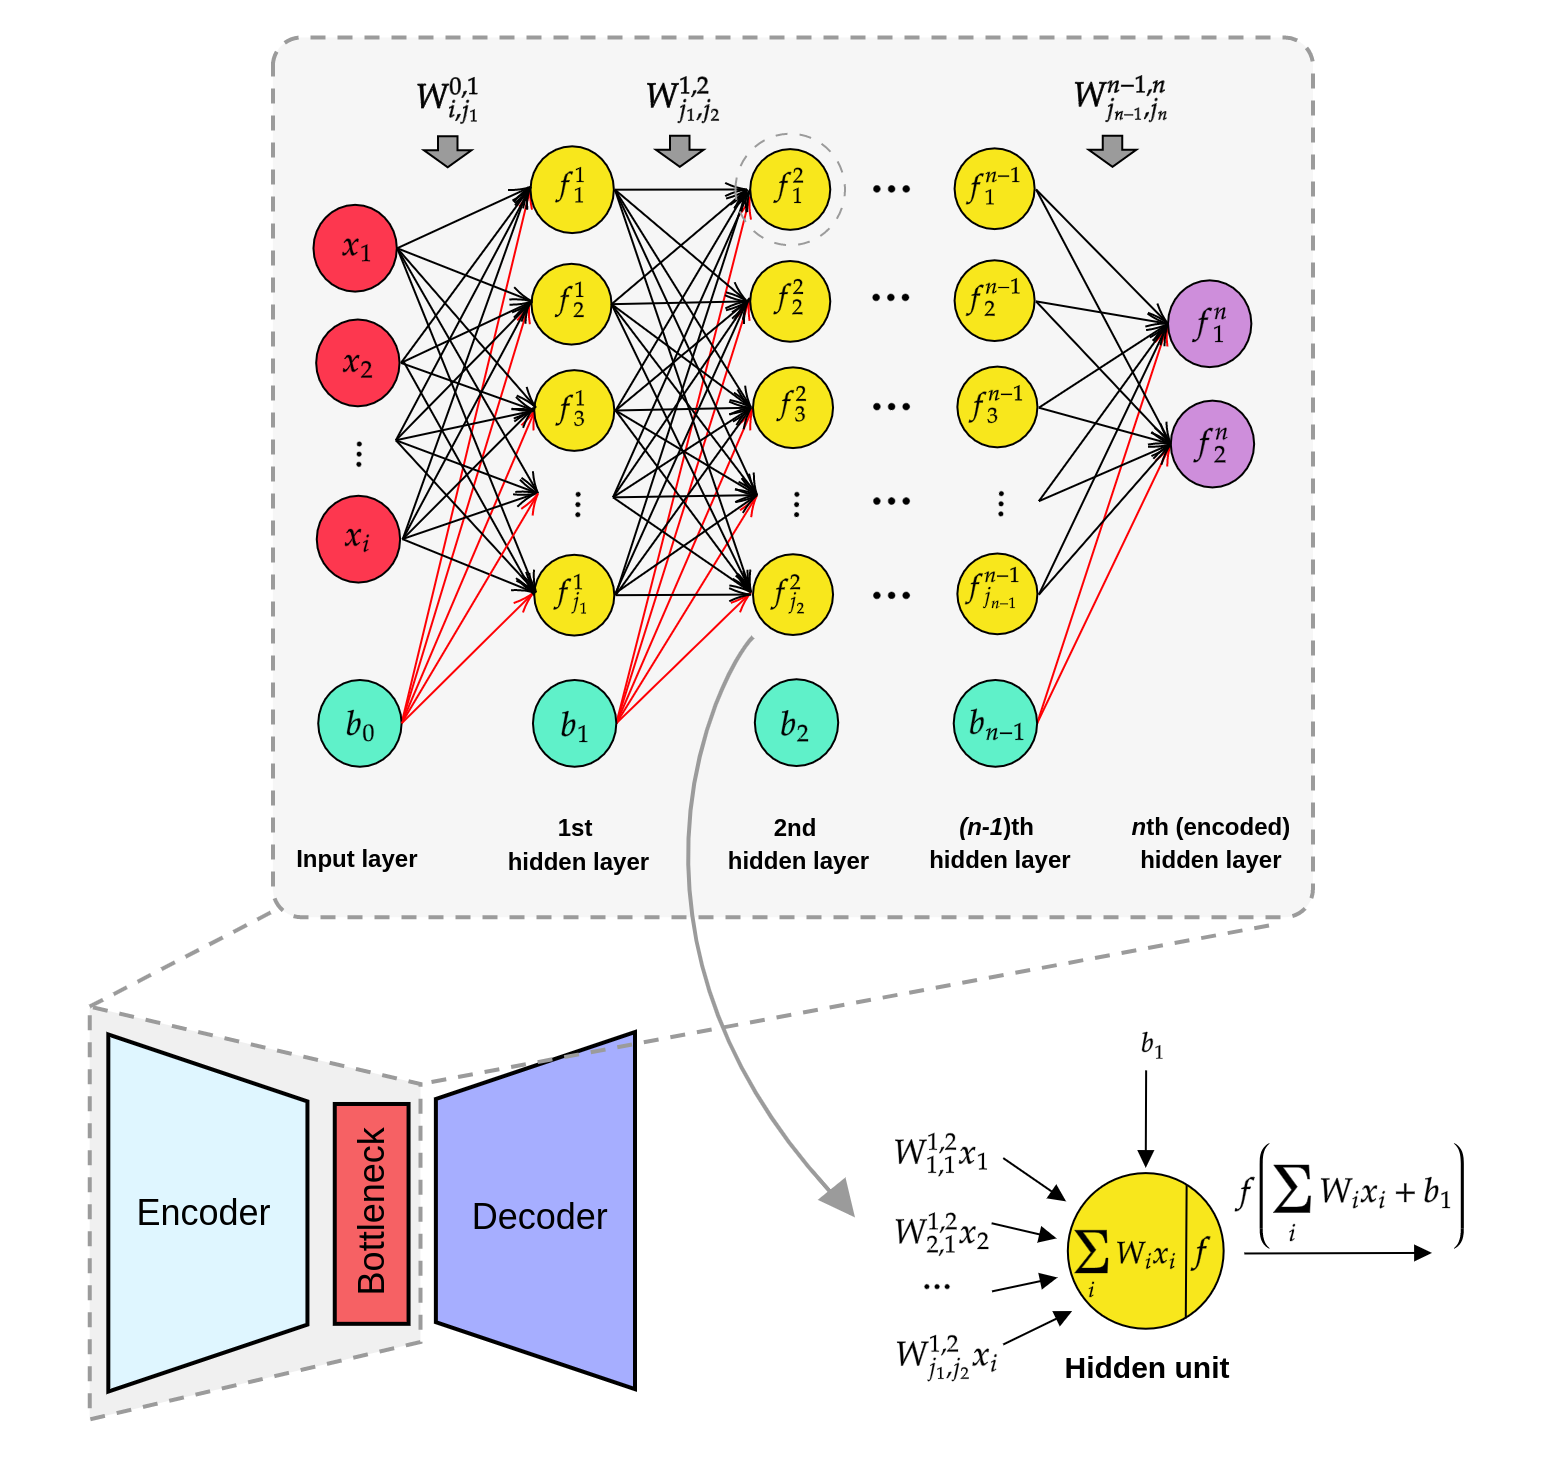 W^{0,1}_{i,j_1} W^{1,2}_{j_1,j_2} W^{n−1,n}_{j_{n−1},j_n}
x_1 f^1_1 f^2_1 ... f^{n−1}_1
x_2 f^1_2 f^2_2 ... f^{n−1}_2 f^n_1
f^1_3 f^2_3 ... f^{n−1}_3 f^n_2
⋮ ⋮ ⋮ ... ⋮
x_i f^1_{j_1} f^2_{j_2} ... f^{n−1}_{j_{n−1}}
b_0 b_1 b_2 b_{n−1}
Input layer
1st
hidden layer
2nd
hidden layer
(n-1)th
hidden layer
nth (encoded)
hidden layer
Encoder
Bottleneck
Decoder
b_1
W^{1,2}_{1,1}x_1
W^{1,2}_{2,1}x_2
...
W^{1,2}_{j_1,j_2}x_i
∑_i W_i x_i f
f(∑_i W_i x_i + b_1)
Hidden unit